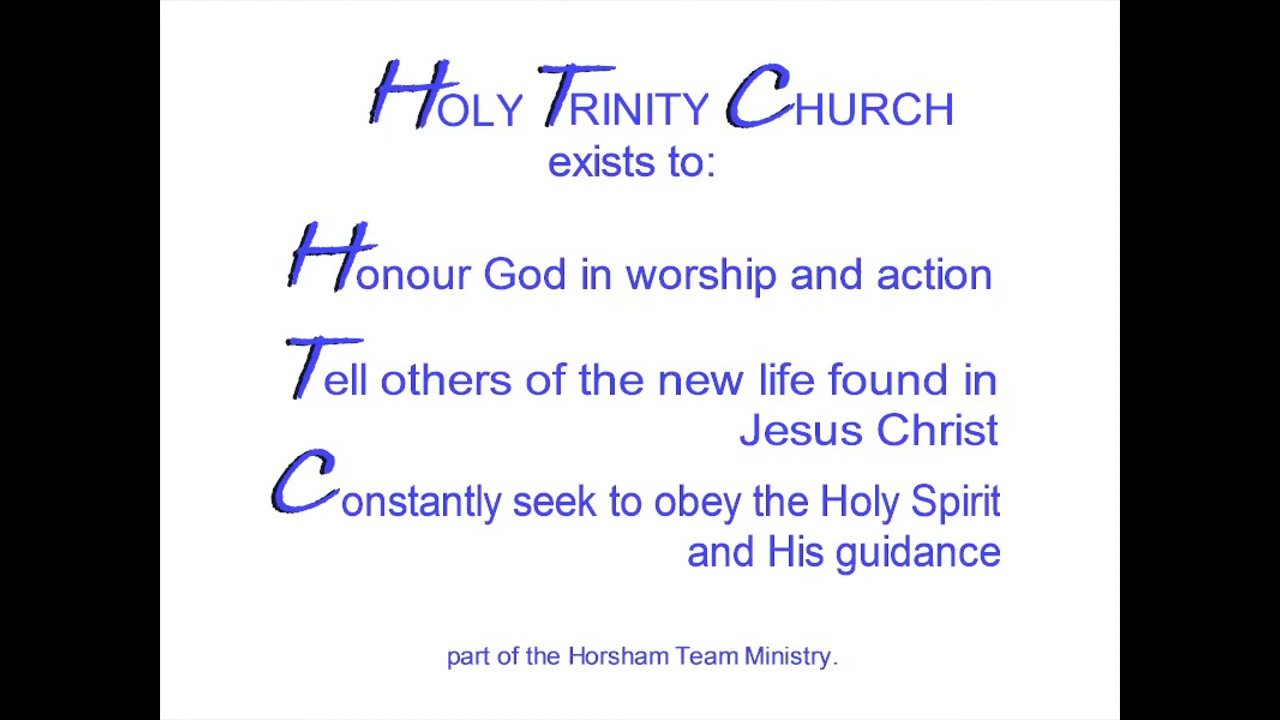 HOLY TRINITY CHURCH
exists to:
Honour God in worship and action
Tell others of the new life found in
Jesus Christ
Constantly seek to obey the Holy Spirit
and His guidance
part of the Horsham Team Ministry.